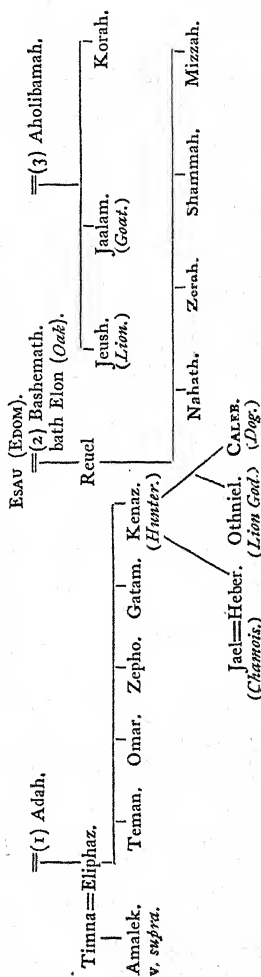 ESAU (EDOM).
=(1) Adah. =(2) Bashemath. =(3) Aholibamah.
bath Elon (Oak).
Timna=Eliphaz. Reuel Jeush. Jaalam. Korah.
(Lion.) (Goat.)
Amalek. Teman. Omar. Zepho. Gatam. Kenaz. Nahath. Zerah. Shammah. Mizzah.
v. supra. (Hunter.)
Jael=Heber. Othniel. CALEB.
(Chamois.) (Lion God.) (Dog.)